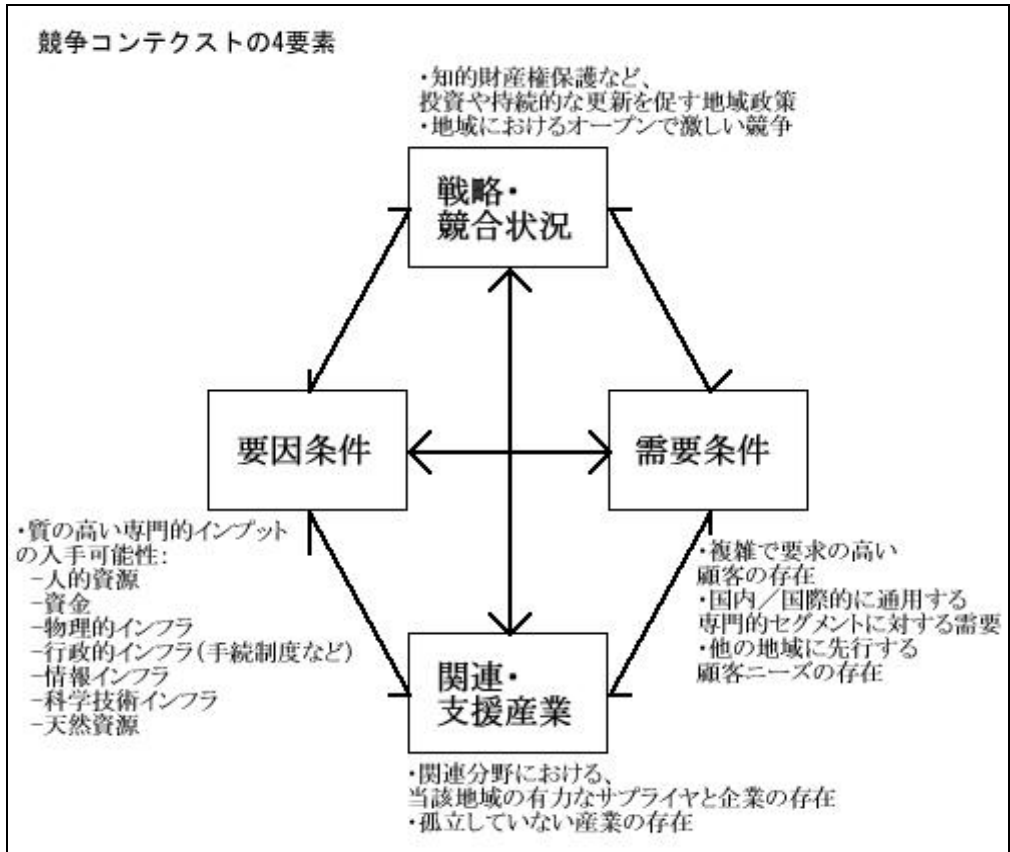 競争コンテクストの4要素
・知的財産権保護など、
投資や持続的な更新を促す地域政策
・地域におけるオープンで激しい競争
戦略・
競合状況
要因条件
需要条件
・質の高い専門的インプット
の入手可能性:
-人的資源
-資金
-物理的インフラ
-行政的インフラ(手続制度など)
-情報インフラ
-科学技術インフラ
-天然資源
・複雑で要求の高い
顧客の存在
・国内/国際的に通用する
専門的セグメントに対する需要
・他の地域に先行する
顧客ニーズの存在
関連・
支援産業
・関連分野における、
当該地域の有力なサプライヤと企業の存在
・孤立していない産業の存在